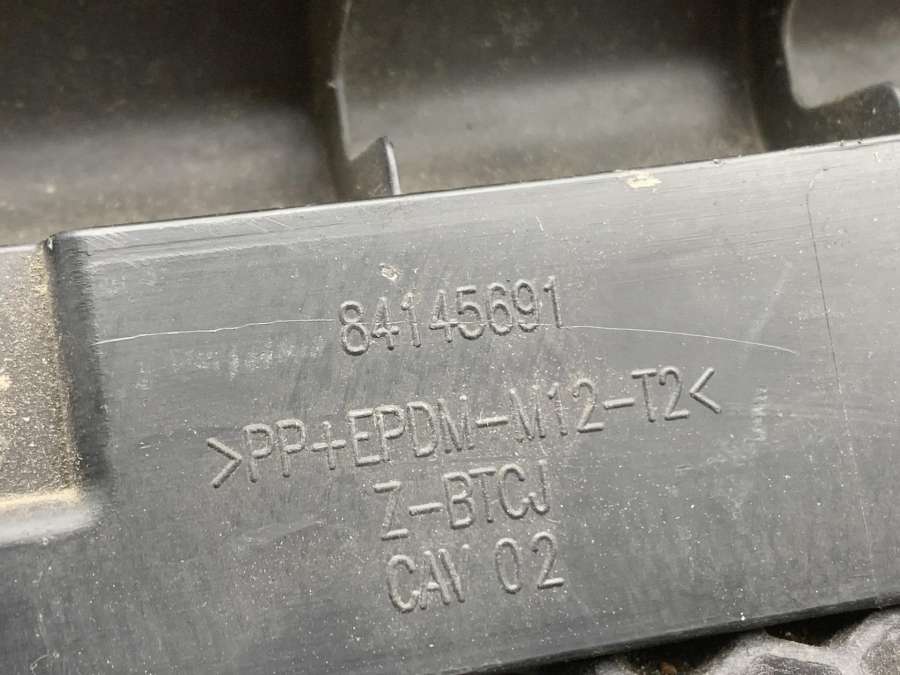 84145691
>PP+EPDM-M12-T2<
Z-BTCJ
CAV 02